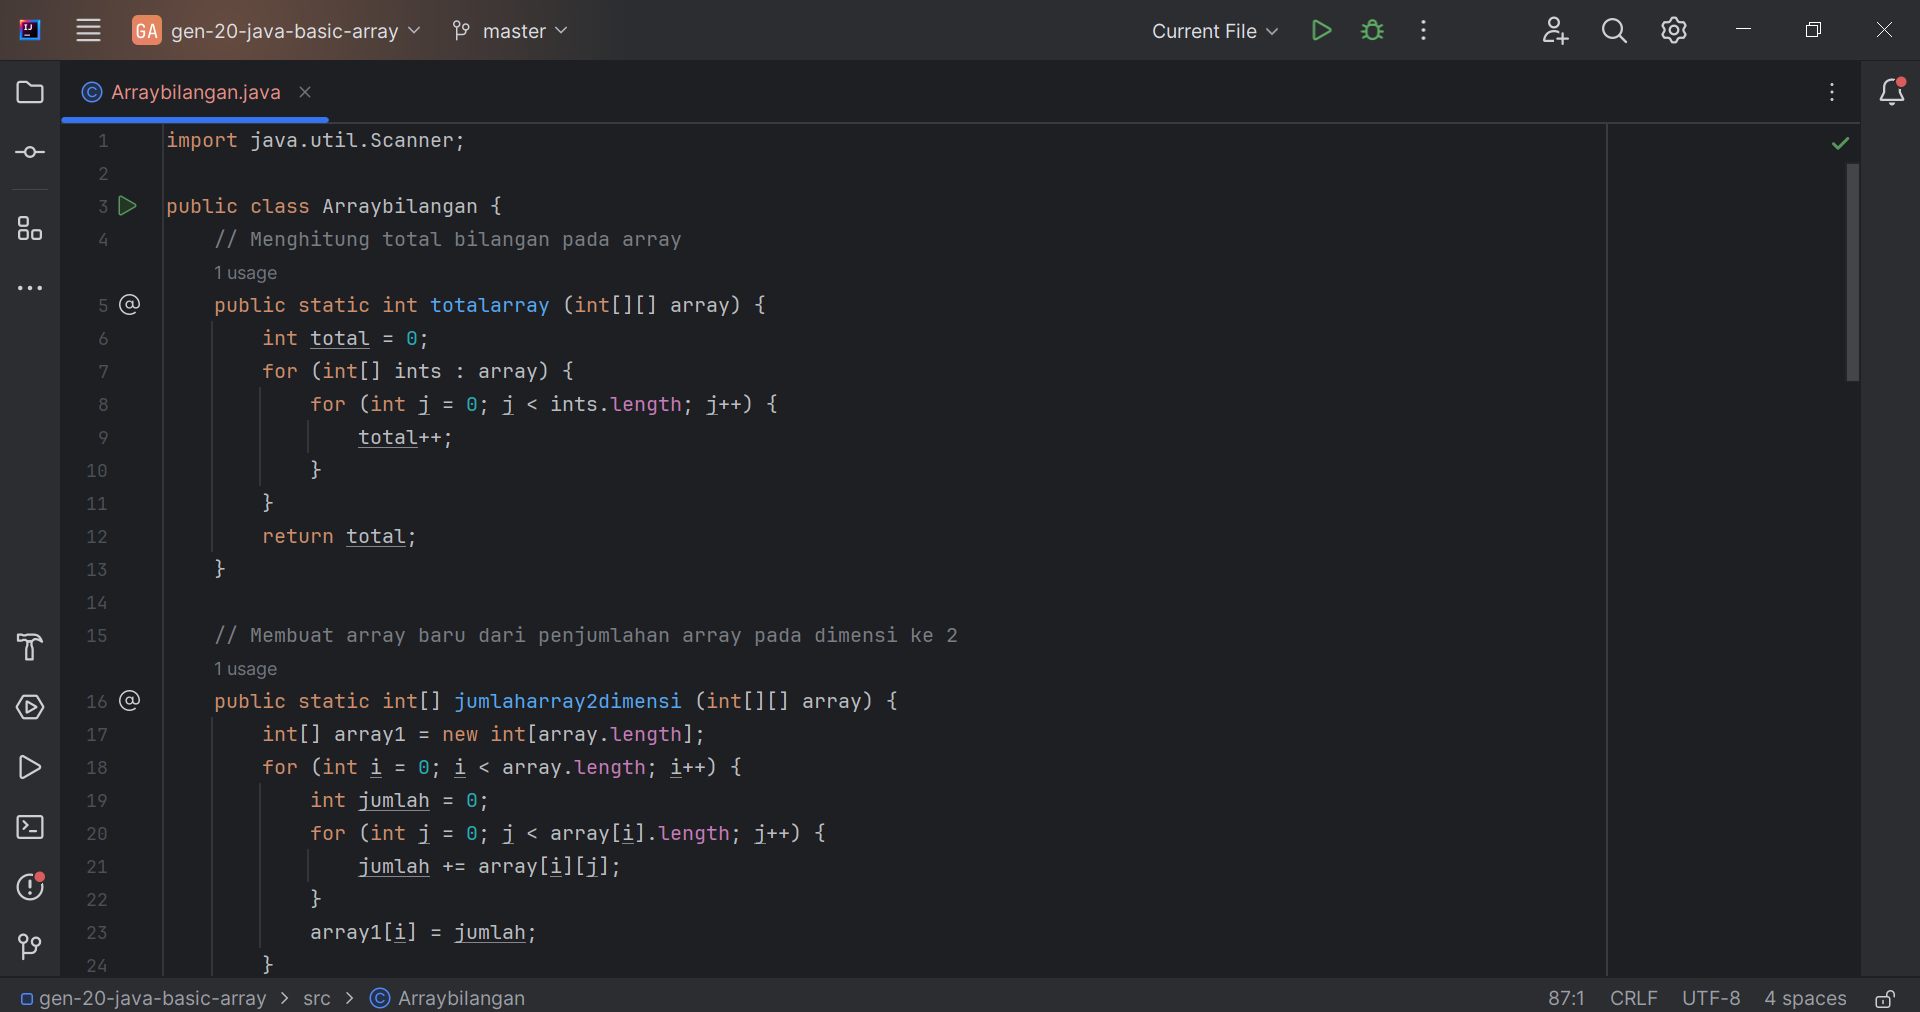 GA gen-20-java-basic-array master Current File
Arraybilangan.java
1 import java.util.Scanner;
2
3 public class Arraybilangan {
4 // Menghitung total bilangan pada array
1 usage
5 @ public static int totalarray (int[][] array) {
6 int total = 0;
7 for (int[] ints : array) {
8 for (int j = 0; j < ints.length; j++) {
9 total++;
10 }
11 }
12 return total;
13 }
14
15 // Membuat array baru dari penjumlahan array pada dimensi ke 2
1 usage
16 @ public static int[] jumlaharray2dimensi (int[][] array) {
17 int[] array1 = new int[array.length];
18 for (int i = 0; i < array.length; i++) {
19 int jumlah = 0;
20 for (int j = 0; j < array[i].length; j++) {
21 jumlah += array[i][j];
22 }
23 array1[i] = jumlah;
24 }
gen-20-java-basic-array > src > Arraybilangan 87:1 CRLF UTF-8 4 spaces